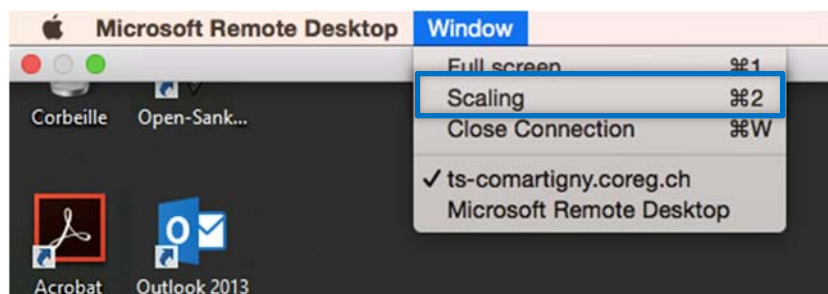 Microsoft Remote Desktop Window
Full screen ⌘1
Scaling ⌘2
Close Connection ⌘W
✓ ts-comartigny.coreg.ch
Microsoft Remote Desktop
Corbeille Open-Sank...
Acrobat Outlook 2013